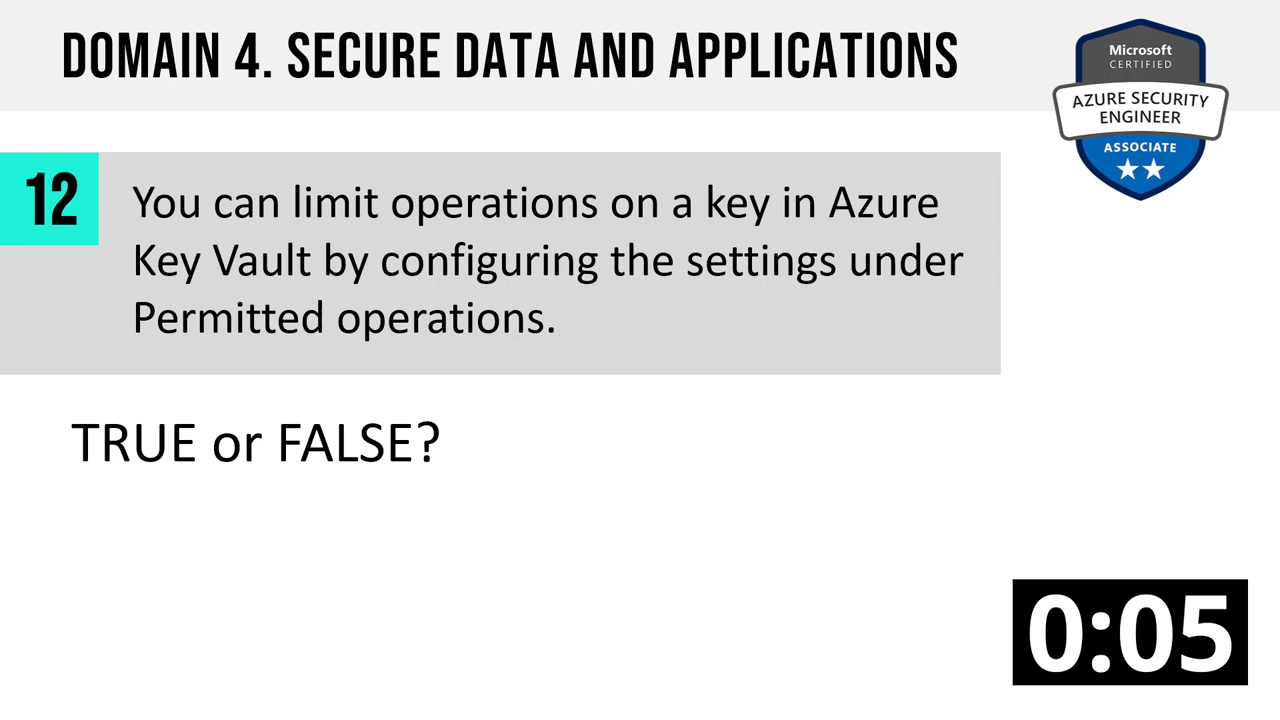 DOMAIN 4. SECURE DATA AND APPLICATIONS
Microsoft
CERTIFIED
AZURE SECURITY
ENGINEER
ASSOCIATE
12
You can limit operations on a key in Azure
Key Vault by configuring the settings under
Permitted operations.
TRUE or FALSE?
0:05